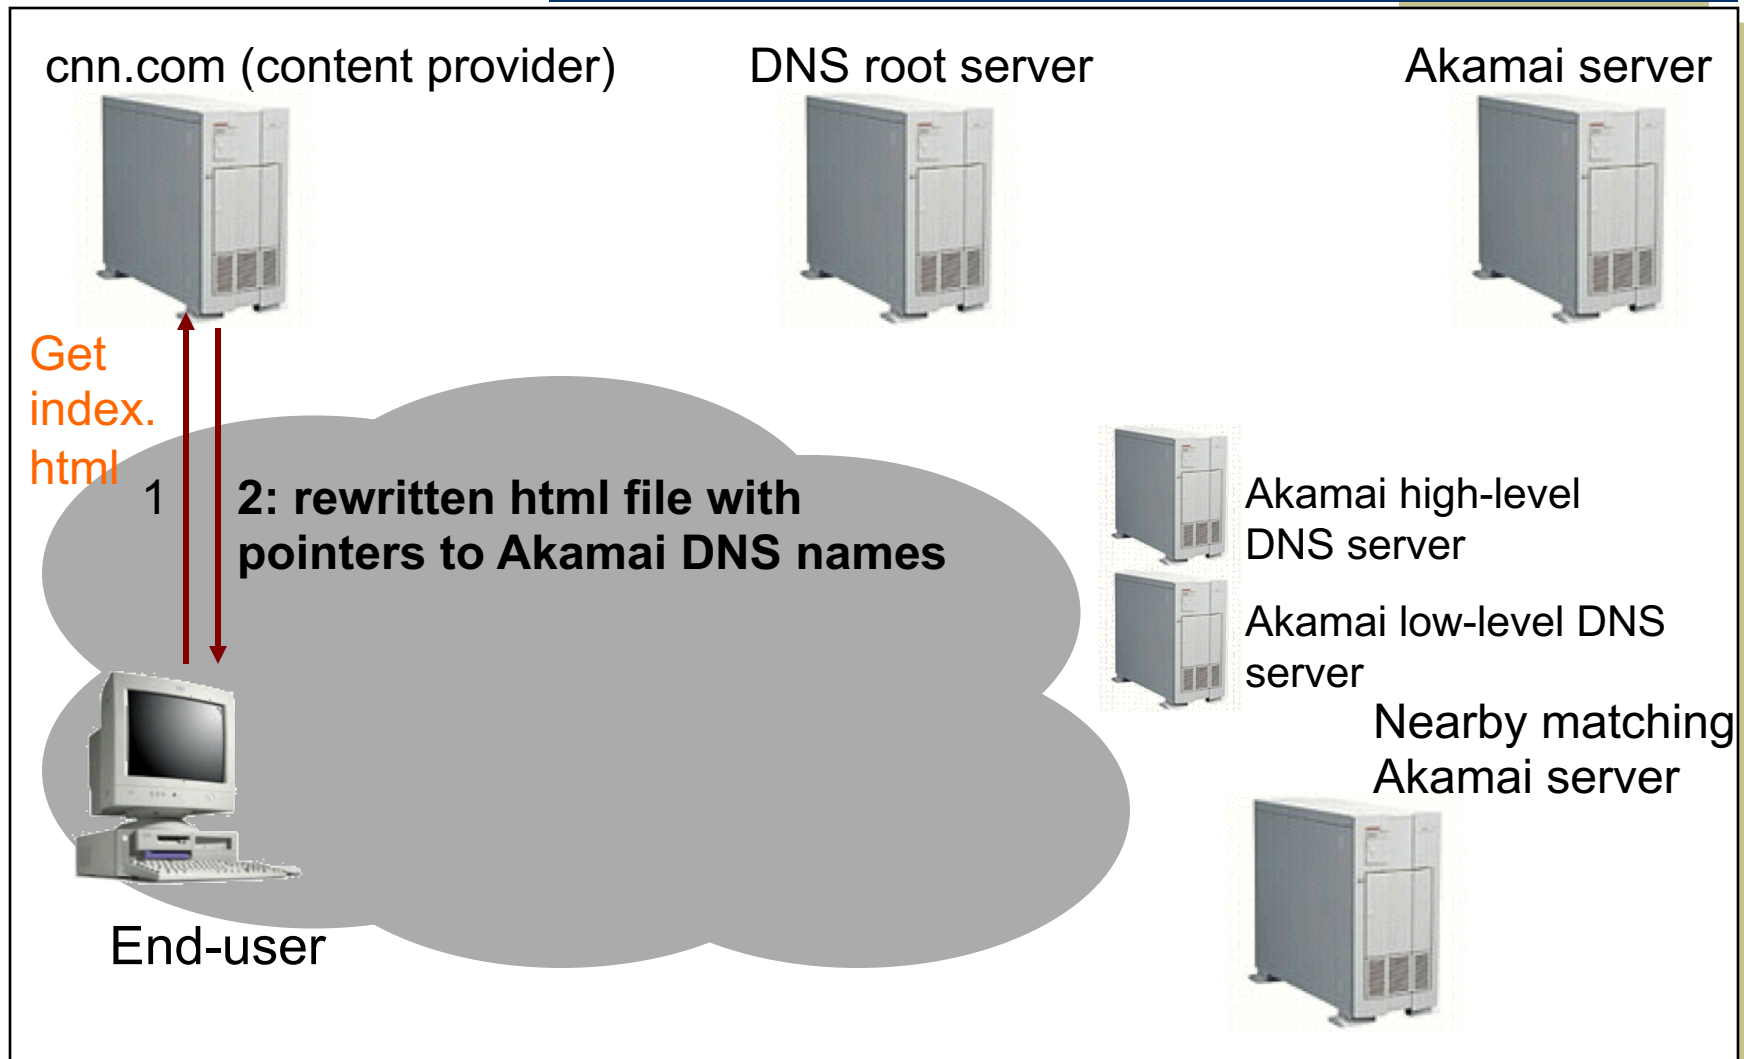 cnn.com (content provider)
DNS root server
Akamai server
Get
index.
html
1
2: rewritten html file with
pointers to Akamai DNS names
Akamai high-level
DNS server
Akamai low-level DNS
server
Nearby matching
Akamai server
End-user